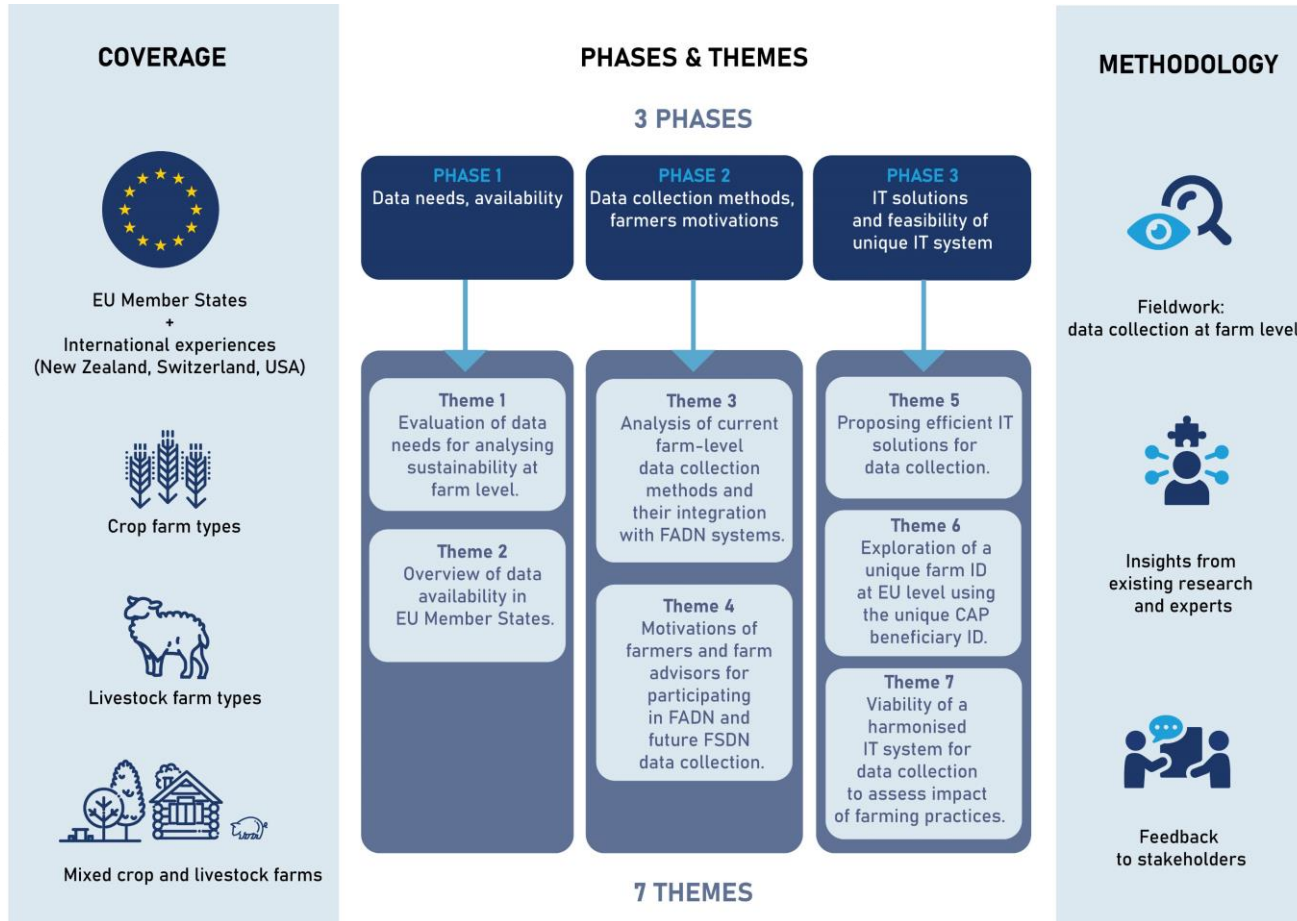 COVERAGE
EU Member States
+
International experiences
(New Zealand, Switzerland, USA)
Crop farm types
Livestock farm types
Mixed crop and livestock farms
PHASES & THEMES
3 PHASES
PHASE 1
Data needs, availability
PHASE 2
Data collection methods,
farmers motivations
PHASE 3
IT solutions
and feasibility of
unique IT system
Theme 1
Evaluation of data
needs for analysing
sustainability at
farm level.
Theme 2
Overview of data
availability in
EU Member States.
Theme 3
Analysis of current
farm-level
data collection
methods and
their integration
with FADN systems.
Theme 4
Motivations of
farmers and farm
advisors for
participating
in FADN and
future FSDN
data collection.
Theme 5
Proposing efficient IT
solutions for
data collection.
Theme 6
Exploration of a
unique farm ID
at EU level using
the unique CAP
beneficiary ID.
Theme 7
Viability of a
harmonised
IT system for
data collection
to assess impact
of farming practices.
7 THEMES
METHODOLOGY
Fieldwork:
data collection at farm level
Insights from
existing research
and experts
Feedback
to stakeholders